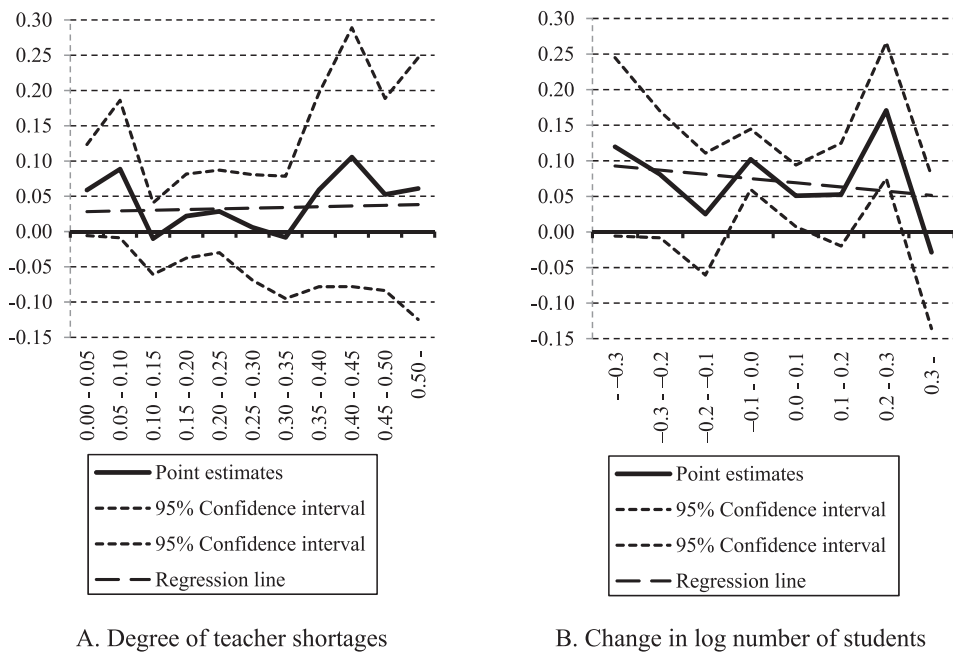 0.30
0.25
0.20
0.15
0.10
0.05
0.00
-0.05
-0.10
-0.15
0.00 - 0.05
0.05 - 0.10
0.10 - 0.15
0.15 - 0.20
0.20 - 0.25
0.25 - 0.30
0.30 - 0.35
0.35 - 0.40
0.40 - 0.45
0.45 - 0.50
0.50 -
Point estimates
95% Confidence interval
95% Confidence interval
Regression line
A. Degree of teacher shortages
0.30
0.25
0.20
0.15
0.10
0.05
0.00
-0.05
-0.10
-0.15
- −0.3
−0.3 - −0.2
−0.2 - −0.1
−0.1 - 0.0
0.0 - 0.1
0.1 - 0.2
0.2 - 0.3
0.3 -
Point estimates
95% Confidence interval
95% Confidence interval
Regression line
B. Change in log number of students